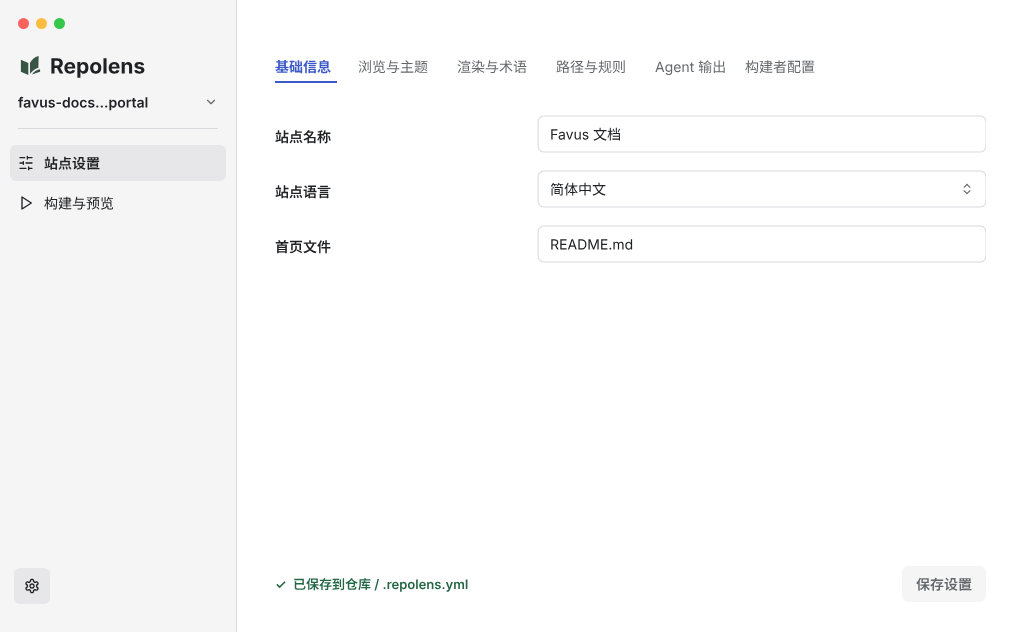 Repolens
favus-docs...portal
站点设置
构建与预览
基础信息 浏览与主题 渲染与术语 路径与规则 Agent 输出 构建者配置
站点名称 Favus 文档
站点语言 简体中文
首页文件 README.md
已保存到仓库 / .repolens.yml
保存设置